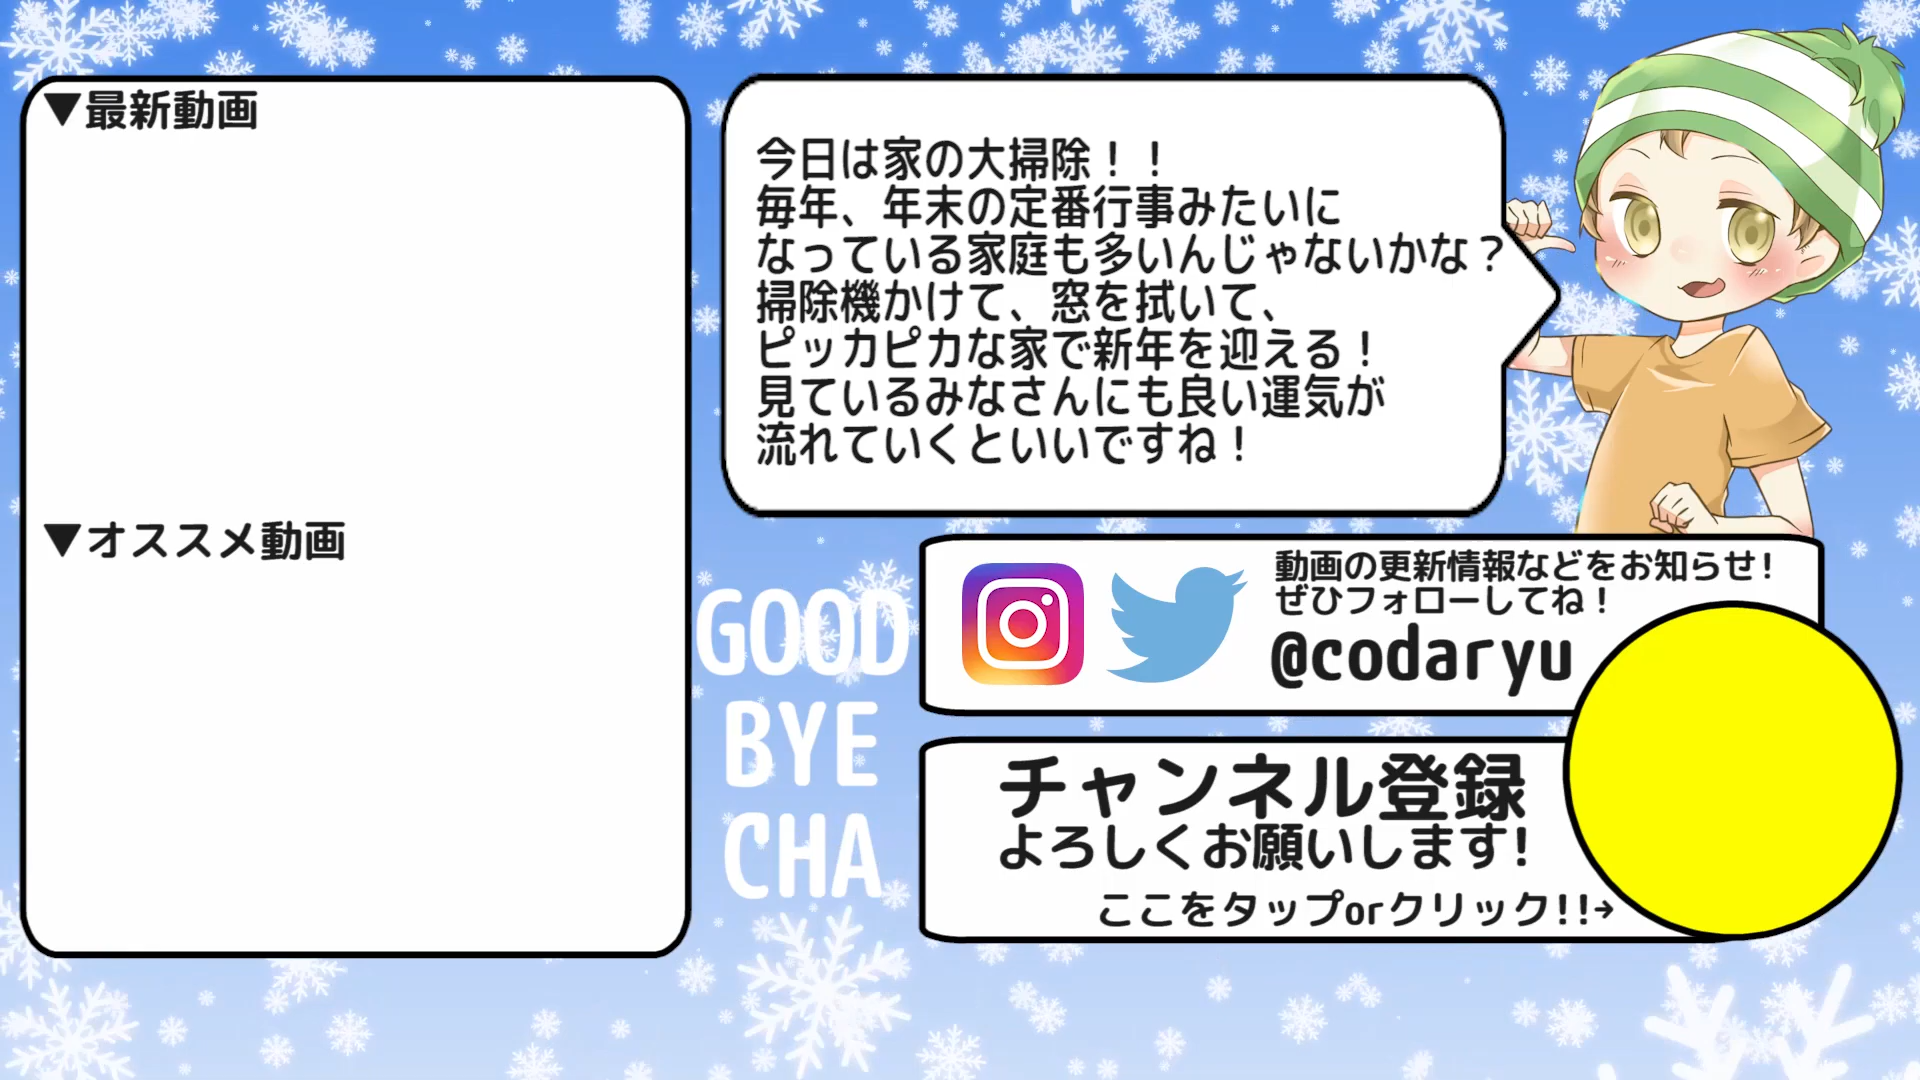 ▼最新動画
▼オススメ動画
今日は家の大掃除！！
毎年、年末の定番行事みたいに
なっている家庭も多いんじゃないかな？
掃除機かけて、窓を拭いて、
ピッカピカな家で新年を迎える！
見ているみなさんにも良い運気が
流れていくといいですね！
GOOD
BYE
CHA
動画の更新情報などをお知らせ！
ぜひフォローしてね！
@codaryu
チャンネル登録
よろしくお願いします！
ここをタップorクリック!!→